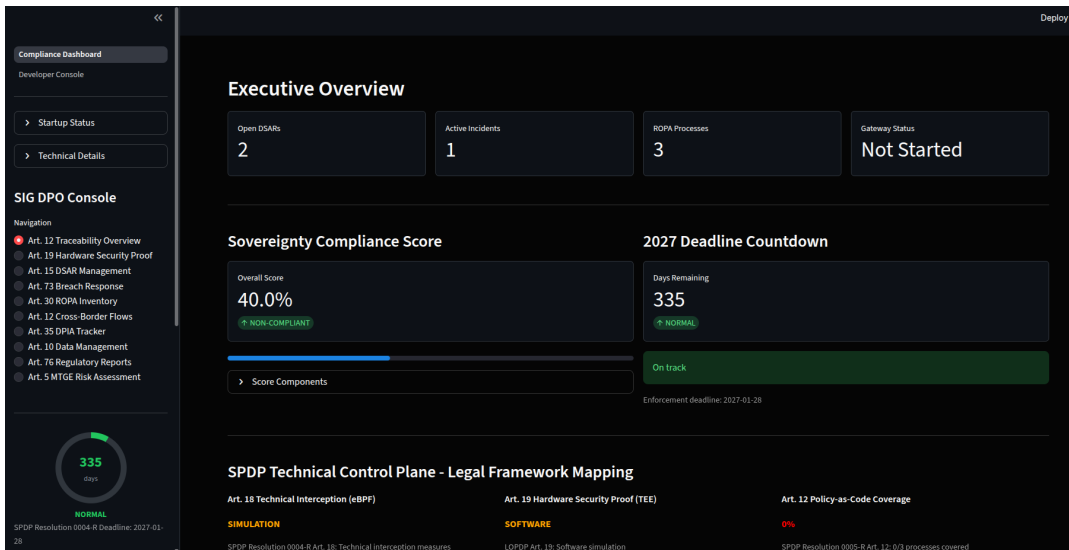 Compliance Dashboard
Developer Console
Startup Status
Technical Details
SIG DPO Console
Navigation
Art. 12 Traceability Overview
Art. 19 Hardware Security Proof
Art. 15 DSAR Management
Art. 73 Breach Response
Art. 30 ROPA Inventory
Art. 12 Cross-Border Flows
Art. 35 DPIA Tracker
Art. 10 Data Management
Art. 76 Regulatory Reports
Art. 5 MTGE Risk Assessment
335
days
NORMAL
SPDP Resolution 0004-R Deadline: 2027-01-
28
Deploy
Executive Overview
Open DSARs
2
Active Incidents
1
ROPA Processes
3
Gateway Status
Not Started
Sovereignty Compliance Score
Overall Score
40.0%
↑ NON-COMPLIANT
Score Components
2027 Deadline Countdown
Days Remaining
335
↑ NORMAL
On track
Enforcement deadline: 2027-01-28
SPDP Technical Control Plane - Legal Framework Mapping
Art. 18 Technical Interception (eBPF)
SIMULATION
SPDP Resolution 0004-R Art. 18: Technical interception measures
Art. 19 Hardware Security Proof (TEE)
SOFTWARE
LOPDP Art. 19: Software simulation
Art. 12 Policy-as-Code Coverage
0%
SPDP Resolution 0005-R Art. 12: 0/3 processes covered